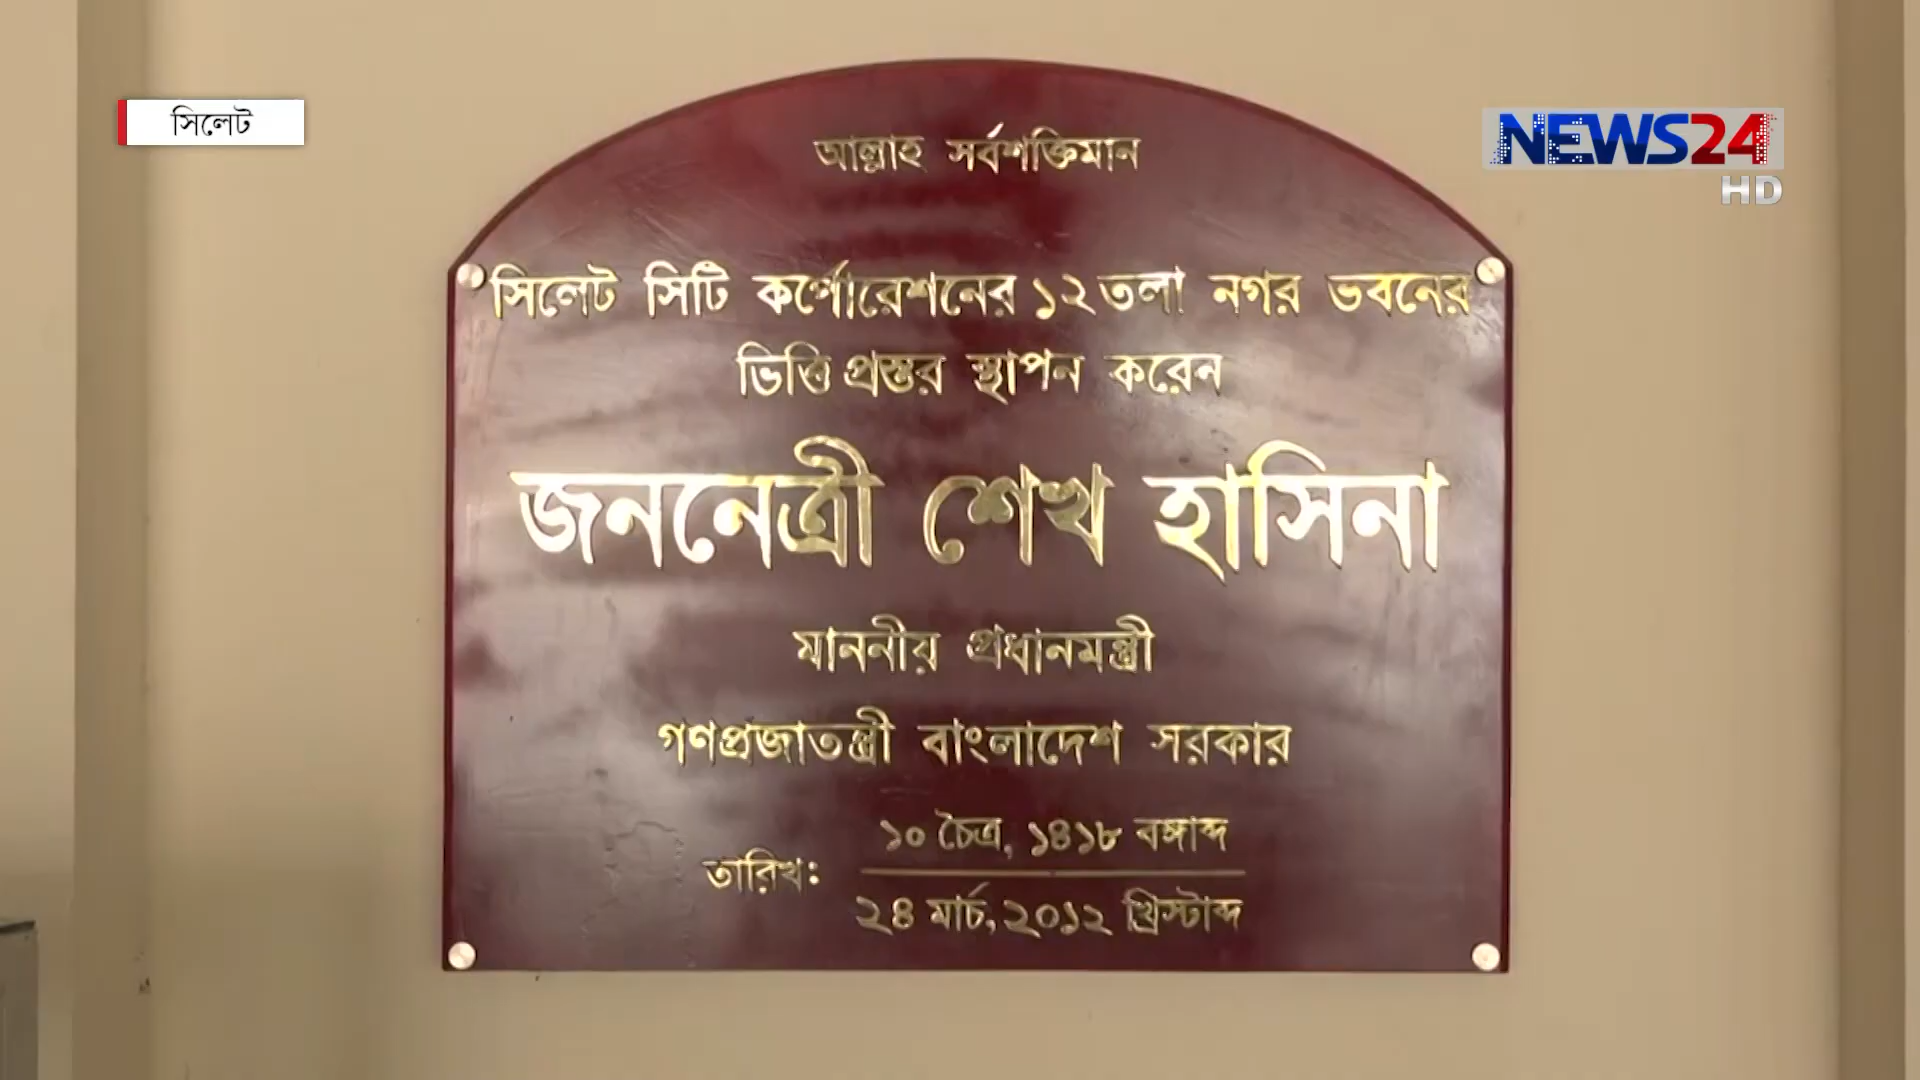 সিলেট
NEWS24
HD
আল্লাহ সর্বশক্তিমান
সিলেট সিটি কর্পোরেশনের ১২তলা নগর ভবনের
ভিত্তি প্রস্তর স্থাপন করেন
জননেত্রী শেখ হাসিনা
মাননীয় প্রধানমন্ত্রী
গণপ্রজাতন্ত্রী বাংলাদেশ সরকার
১০ চৈত্র, ১৪১৮ বঙ্গাব্দ
তারিখ:
২৪ মার্চ, ২০১২ খ্রিস্টাব্দ